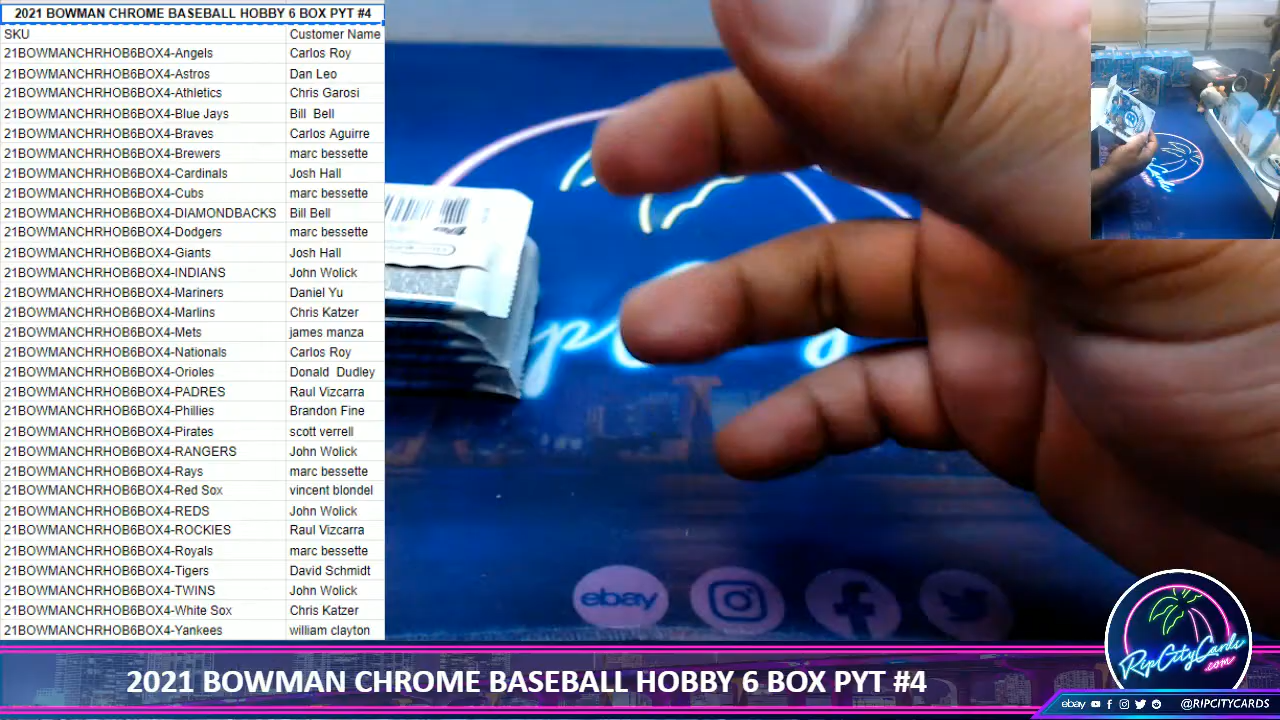 2021 BOWMAN CHROME BASEBALL HOBBY 6 BOX PYT #4
SKU Customer Name
21BOWMANCHRHOB6BOX4-Angels Carlos Roy
21BOWMANCHRHOB6BOX4-Astros Dan Leo
21BOWMANCHRHOB6BOX4-Athletics Chris Garosi
21BOWMANCHRHOB6BOX4-Blue Jays Bill Bell
21BOWMANCHRHOB6BOX4-Braves Carlos Aguirre
21BOWMANCHRHOB6BOX4-Brewers marc bessette
21BOWMANCHRHOB6BOX4-Cardinals Josh Hall
21BOWMANCHRHOB6BOX4-Cubs marc bessette
21BOWMANCHRHOB6BOX4-DIAMONDBACKS Bill Bell
21BOWMANCHRHOB6BOX4-Dodgers marc bessette
21BOWMANCHRHOB6BOX4-Giants Josh Hall
21BOWMANCHRHOB6BOX4-INDIANS John Wolick
21BOWMANCHRHOB6BOX4-Mariners Daniel Yu
21BOWMANCHRHOB6BOX4-Marlins Chris Katzer
21BOWMANCHRHOB6BOX4-Mets james manza
21BOWMANCHRHOB6BOX4-Nationals Carlos Roy
21BOWMANCHRHOB6BOX4-Orioles Donald Dudley
21BOWMANCHRHOB6BOX4-PADRES Raul Vizcarra
21BOWMANCHRHOB6BOX4-Phillies Brandon Fine
21BOWMANCHRHOB6BOX4-Pirates scott verrell
21BOWMANCHRHOB6BOX4-RANGERS John Wolick
21BOWMANCHRHOB6BOX4-Rays marc bessette
21BOWMANCHRHOB6BOX4-Red Sox vincent blondel
21BOWMANCHRHOB6BOX4-REDS John Wolick
21BOWMANCHRHOB6BOX4-ROCKIES Raul Vizcarra
21BOWMANCHRHOB6BOX4-Royals marc bessette
21BOWMANCHRHOB6BOX4-Tigers David Schmidt
21BOWMANCHRHOB6BOX4-TWINS John Wolick
21BOWMANCHRHOB6BOX4-White Sox Chris Katzer
21BOWMANCHRHOB6BOX4-Yankees william clayton
ebay
2021 BOWMAN CHROME BASEBALL HOBBY 6 BOX PYT #4
RipCityCards
.com
ebay @RIPCITYCARDS